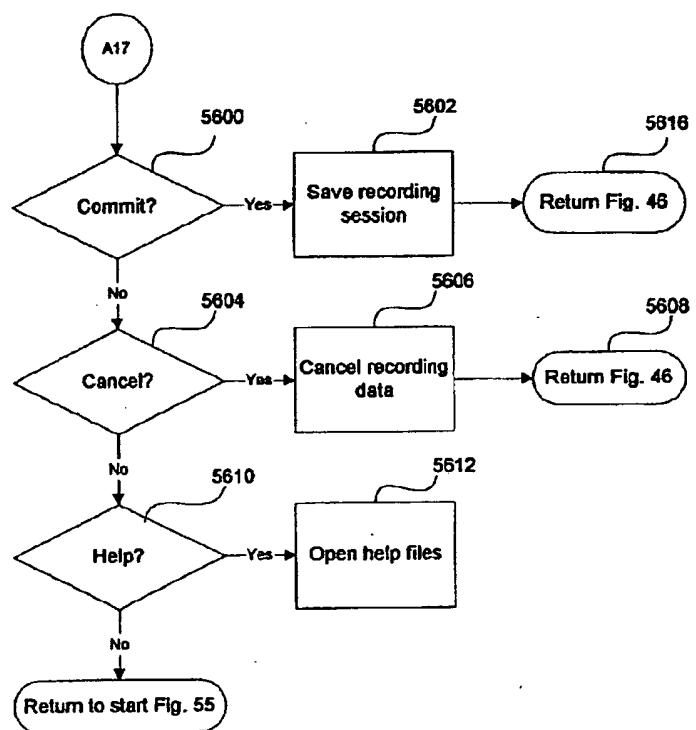 A17
5600
5602
5616
Commit?
Yes
Save recording
session
Return Fig. 46
No
5604
5606
5608
Cancel?
Yes
Cancel recording
data
Return Fig. 46
No
5610
5612
Help?
Yes
Open help files
No
Return to start Fig. 55